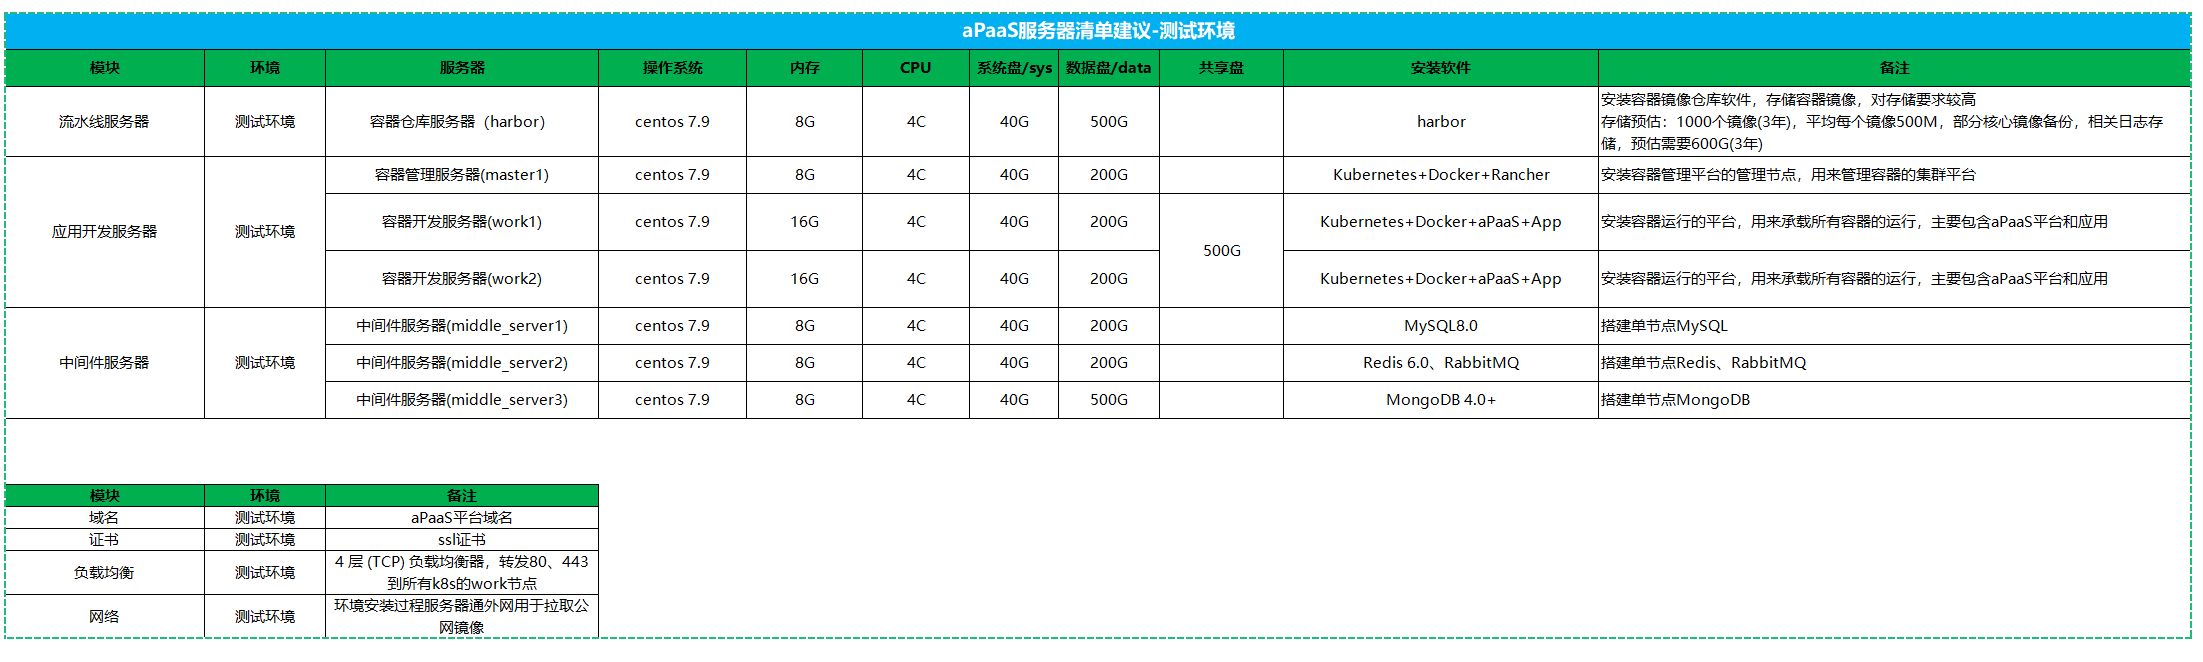 aPaaS服务器清单建议-测试环境
模块 环境 服务器 操作系统 内存 CPU 系统盘/sys 数据盘/data 共享盘 安装软件 备注
流水线服务器 测试环境 容器仓库服务器（harbor） centos 7.9 8G 4C 40G 500G harbor 安装容器镜像仓库软件，存储容器镜像，对存储要求较高
存储预估：1000个镜像(3年)，平均每个镜像500M，部分核心镜像备份，相关日志存
储，预估需要600G(3年)
应用开发服务器 测试环境 容器管理服务器(master1) centos 7.9 8G 4C 40G 200G Kubernetes+Docker+Rancher 安装容器管理平台的管理节点，用来管理容器的集群平台
容器开发服务器(work1) centos 7.9 16G 4C 40G 200G 500G Kubernetes+Docker+aPaaS+App 安装容器运行的平台，用来承载所有容器的运行，主要包含aPaaS平台和应用
容器开发服务器(work2) centos 7.9 16G 4C 40G 200G Kubernetes+Docker+aPaaS+App 安装容器运行的平台，用来承载所有容器的运行，主要包含aPaaS平台和应用
中间件服务器 测试环境 中间件服务器(middle_server1) centos 7.9 8G 4C 40G 200G MySQL8.0 搭建单节点MySQL
中间件服务器(middle_server2) centos 7.9 8G 4C 40G 200G Redis 6.0、RabbitMQ 搭建单节点Redis、RabbitMQ
中间件服务器(middle_server3) centos 7.9 8G 4C 40G 500G MongoDB 4.0+ 搭建单节点MongoDB
模块 环境 备注
域名 测试环境 aPaaS平台域名
证书 测试环境 ssl证书
负载均衡 测试环境 4 层 (TCP) 负载均衡器，转发80、443
到所有k8s的work节点
网络 测试环境 环境安装过程服务器通外网用于拉取公
网镜像